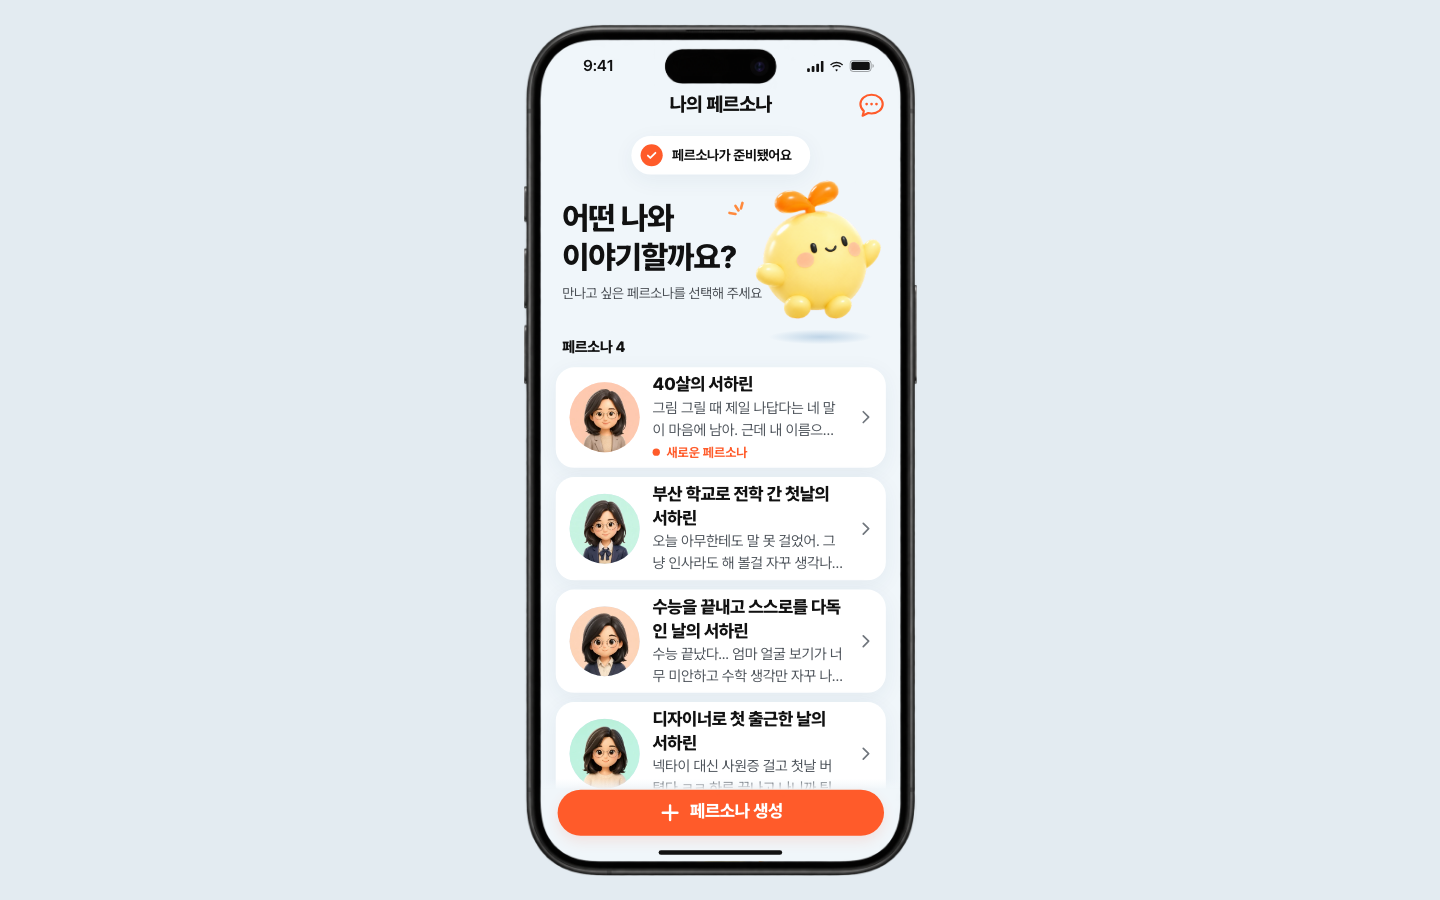 9:41
나의 페르소나
페르소나가 준비됐어요
어떤 나와
이야기할까요?
만나고 싶은 페르소나를 선택해 주세요
페르소나 4
40살의 서하린
그림 그릴 때 제일 나답다는 네 말
이 마음에 남아. 근데 내 이름으...
새로운 페르소나
부산 학교로 전학 간 첫날의
서하린
오늘 아무한테도 말 못 걸었어. 그
냥 인사라도 해 볼걸 자꾸 생각나...
수능을 끝내고 스스로를 다독
인 날의 서하린
수능 끝났다... 엄마 얼굴 보기가 너
무 미안하고 수학 생각만 자꾸 나...
디자이너로 첫 출근한 날의
서하린
넥타이 대신 사원증 걸고 첫날 버
페르소나 생성